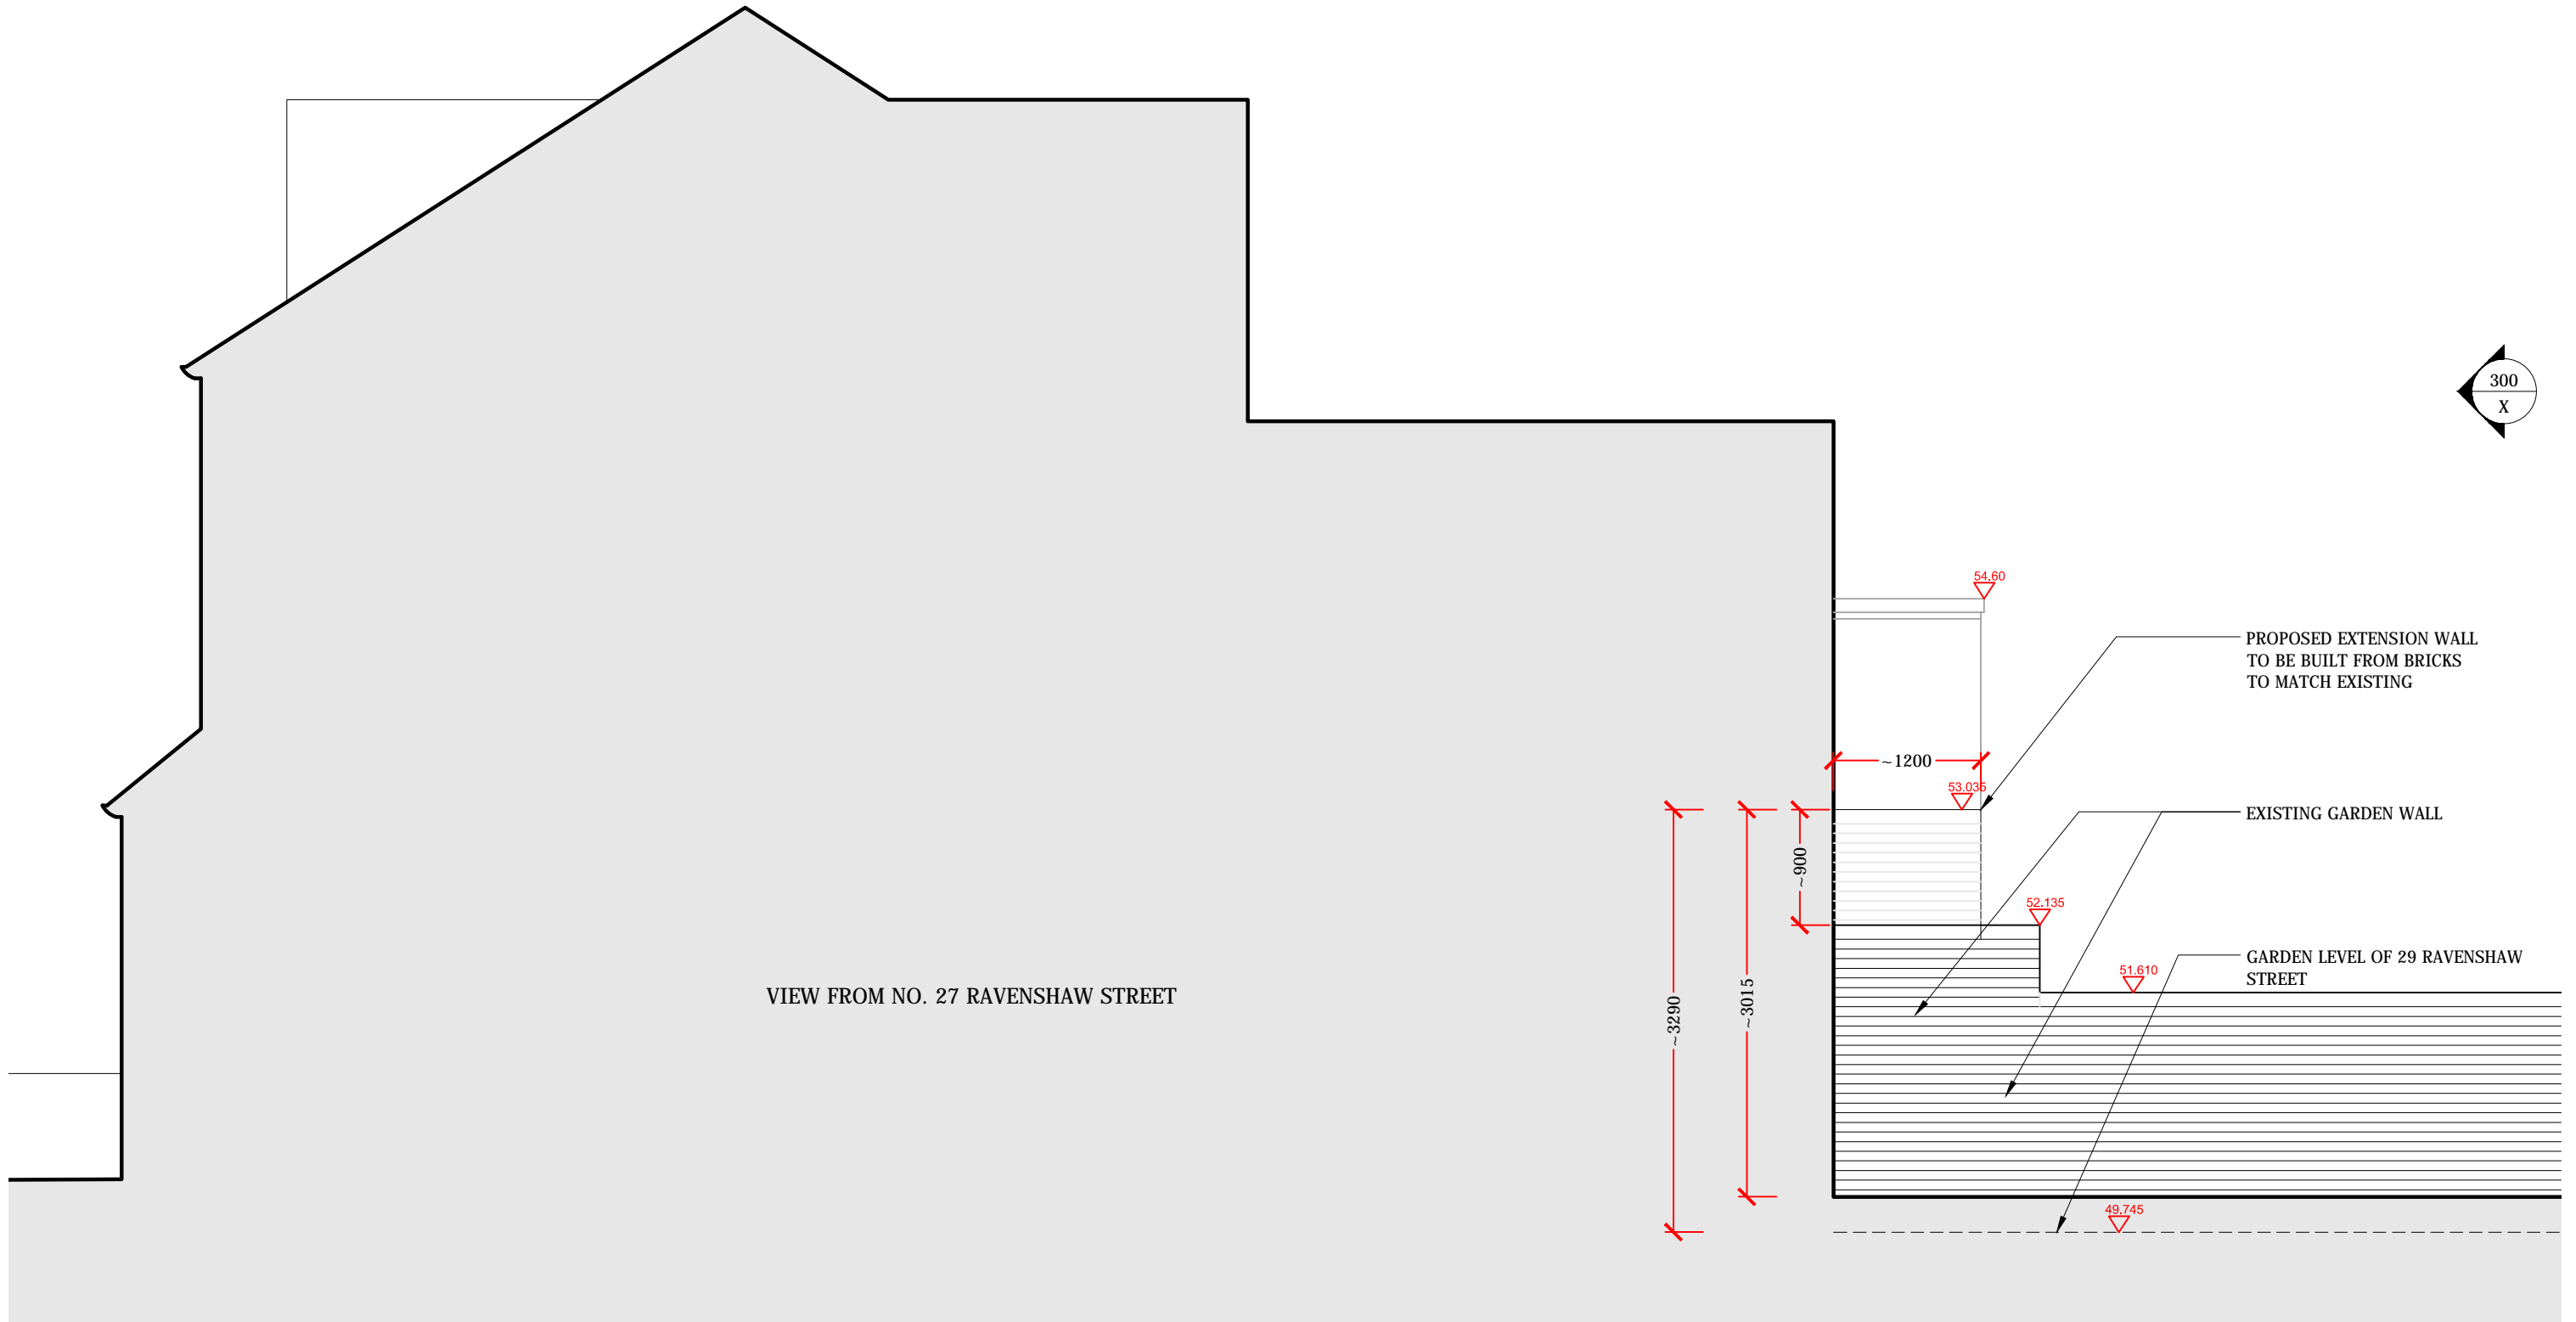 300
X
54.60
PROPOSED EXTENSION WALL
TO BE BUILT FROM BRICKS
TO MATCH EXISTING
~1200
53.035
EXISTING GARDEN WALL
~900
52.135
GARDEN LEVEL OF 29 RAVENSHAW
STREET
51.610
VIEW FROM NO. 27 RAVENSHAW STREET
~3290
~3015
49.745